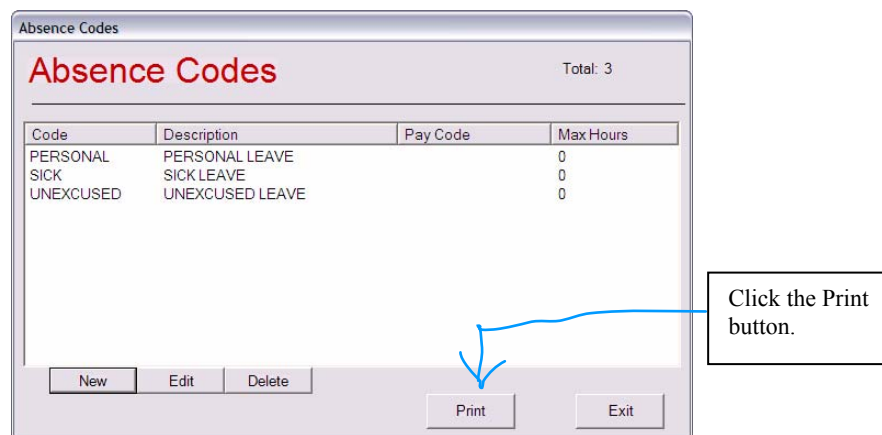 Absence Codes
Absence Codes
Total: 3
Code Description Pay Code Max Hours
PERSONAL PERSONAL LEAVE 0
SICK SICK LEAVE 0
UNEXCUSED UNEXCUSED LEAVE 0
Click the Print
button.
New Edit Delete
Print Exit